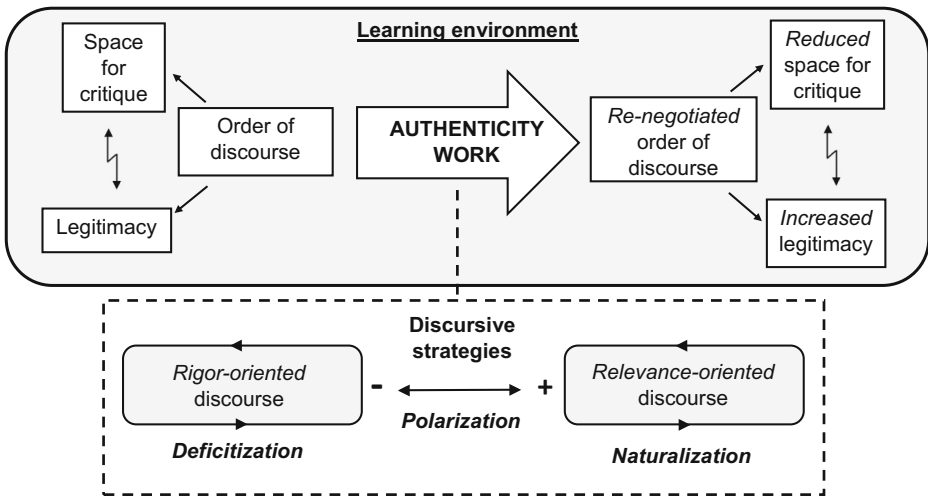 Learning environment
Space
for
critique
Order of
discourse
Legitimacy
AUTHENTICITY
WORK
Re-negotiated
order of
discourse
Reduced
space for
critique
Increased
legitimacy
Discursive
strategies
Rigor-oriented
discourse
-
+
Relevance-oriented
discourse
Polarization
Deficitization
Naturalization